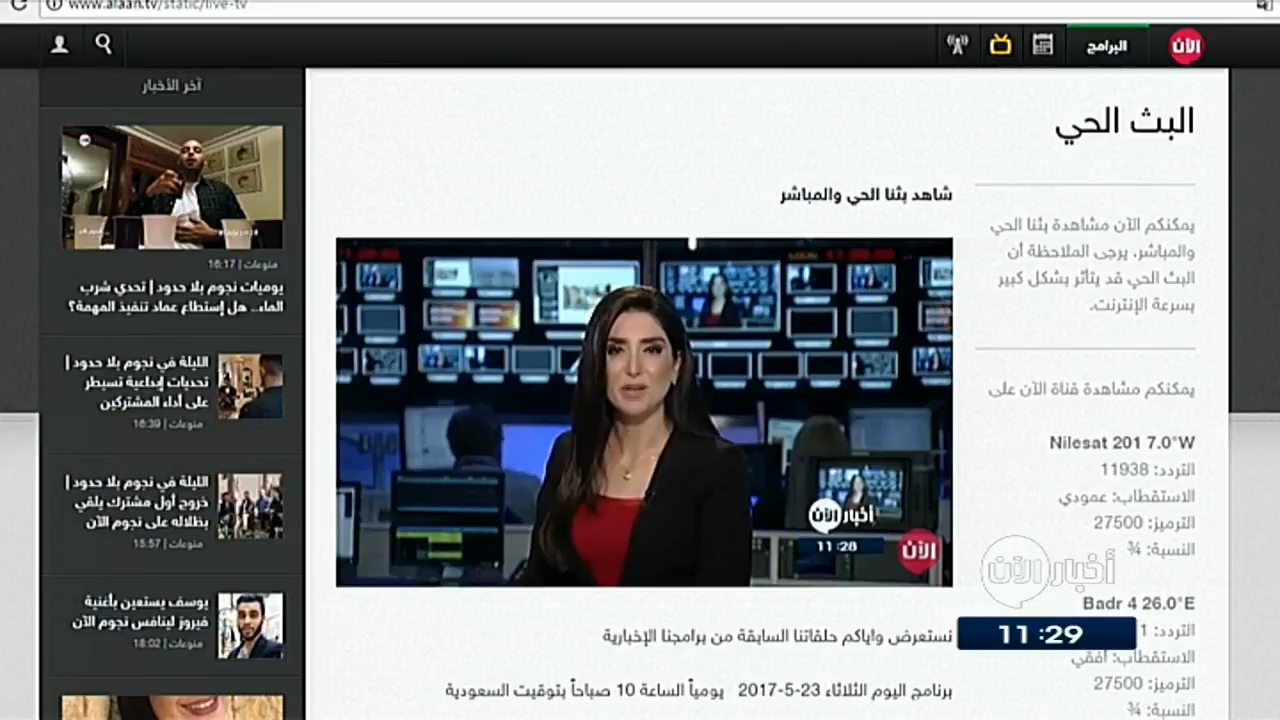 www.alaan.tv/static/live-tv
الآن
البرامج
البث الحي
يمكنكم الآن مشاهدة بثنا الحي
والمباشر. يرجى الملاحظة أن
البث الحي قد يتأثر بشكل كبير
بسرعة الإنترنت.
يمكنكم مشاهدة قناة الآن على
Nilesat 201 7.0°W
التردد: 11938
الاستقطاب: عمودي
الترميز: 27500
النسبة: ¾
Badr 4 26.0°E
التردد: 1
الاستقطاب: أفقي
الترميز: 27500
النسبة: ¾
أخبار الآن
11:29
شاهد بثنا الحي والمباشر
أخبار الآن
11:28
الآن
نستعرض واياكم حلقاتنا السابقة من برامجنا الإخبارية
برنامج اليوم الثلاثاء 23-5-2017 يومياً الساعة 10 صباحاً بتوقيت السعودية
آخر الأخبار
منوعات | 16:17
يوميات نجوم بلا حدود | تحدي شرب
الماء.. هل إستطاع عماد تنفيذ المهمة؟
الليلة في نجوم بلا حدود |
تحديات إبداعية تسيطر
على أداء المشتركين
منوعات | 16:39
الليلة في نجوم بلا حدود |
خروج أول مشترك يلقي
بظلاله على نجوم الآن
منوعات | 15:57
يوسف يستعين بأغنية
فيروز لينافس نجوم الآن
منوعات | 18:02